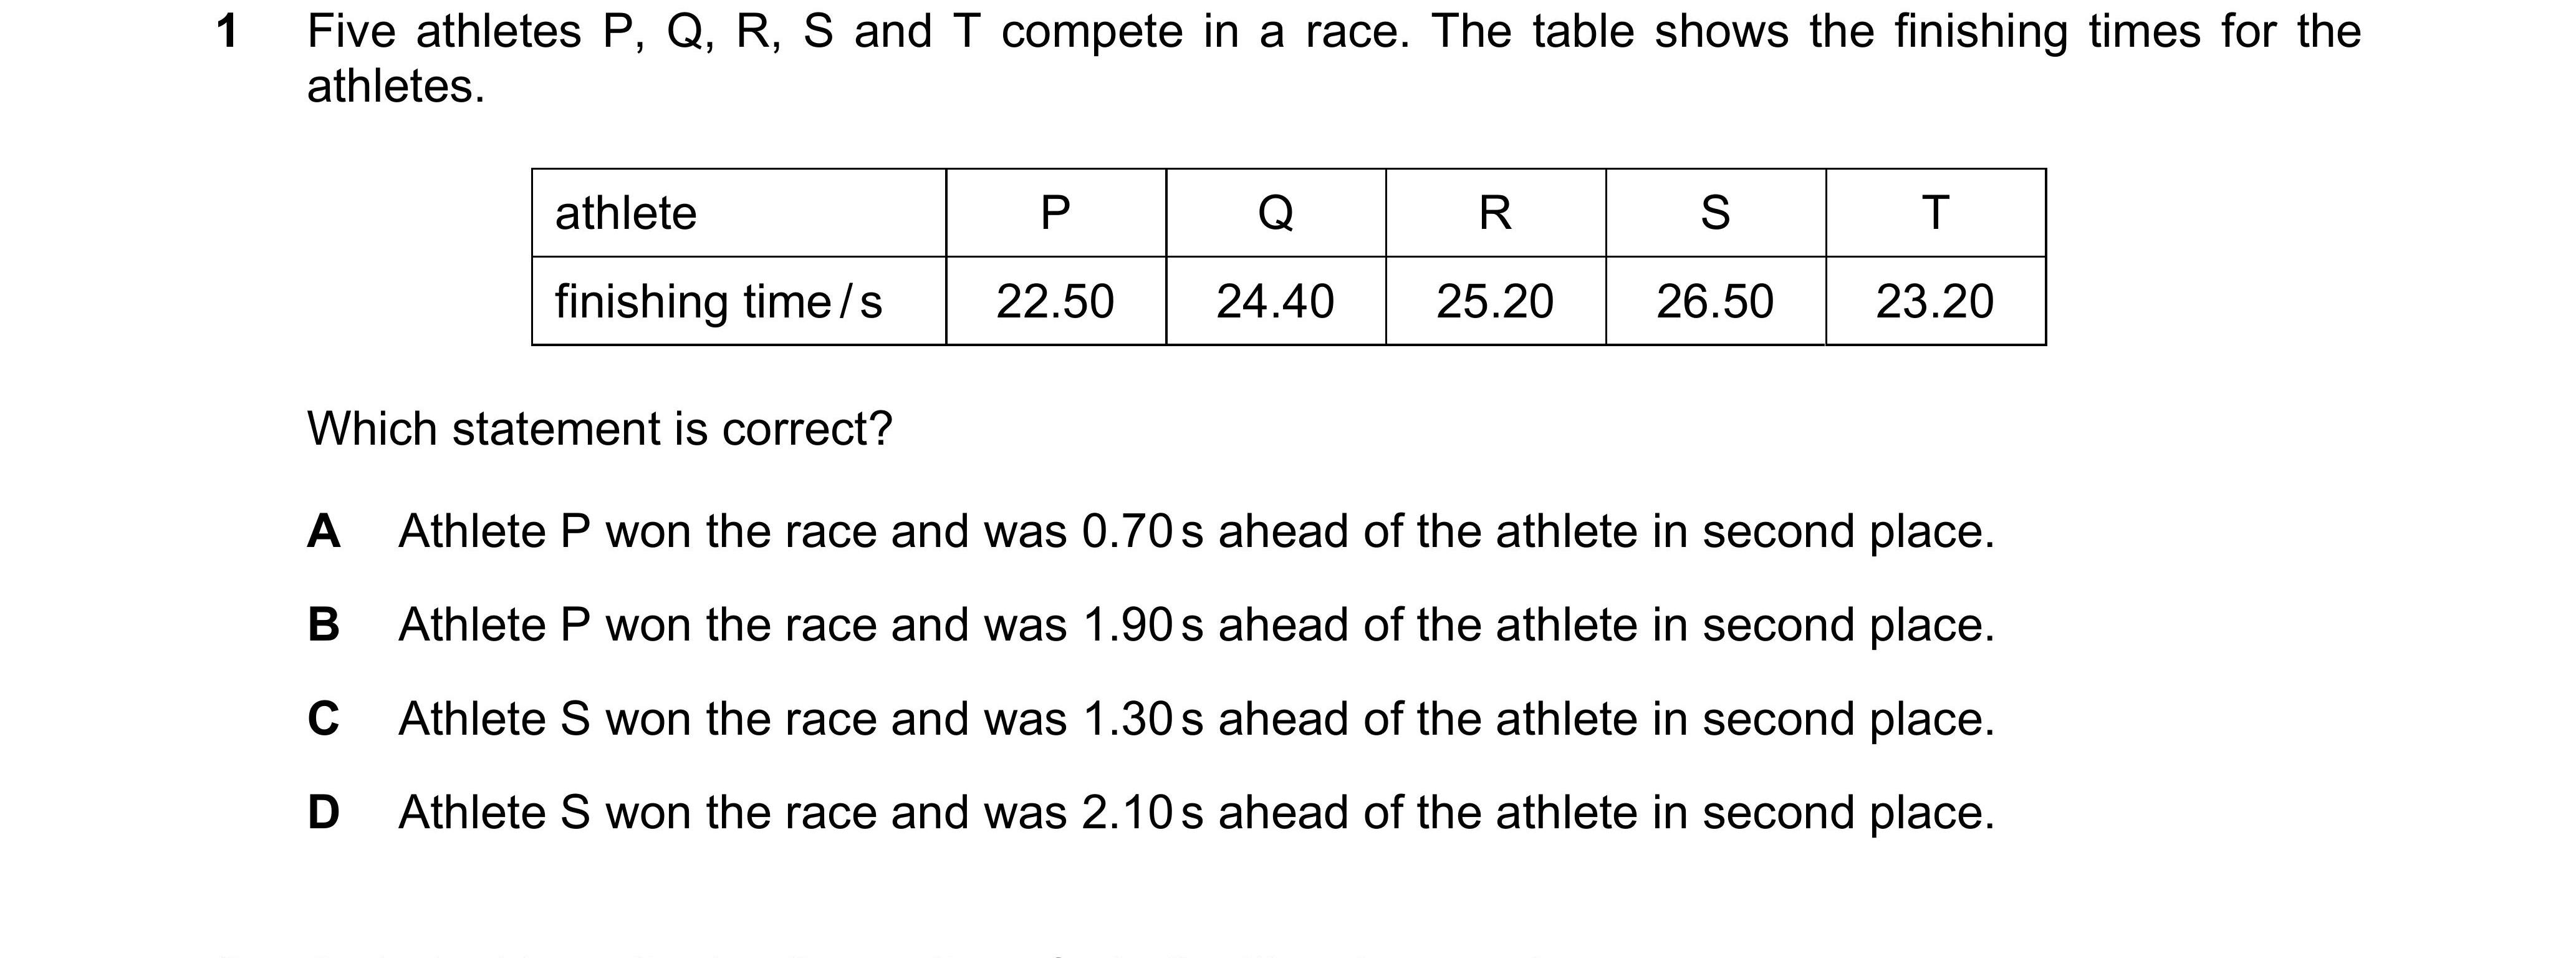 1 Five athletes P, Q, R, S and T compete in a race. The table shows the finishing times for the
athletes.
athlete P Q R S T
finishing time / s 22.50 24.40 25.20 26.50 23.20
Which statement is correct?
A Athlete P won the race and was 0.70 s ahead of the athlete in second place.
B Athlete P won the race and was 1.90 s ahead of the athlete in second place.
C Athlete S won the race and was 1.30 s ahead of the athlete in second place.
D Athlete S won the race and was 2.10 s ahead of the athlete in second place.